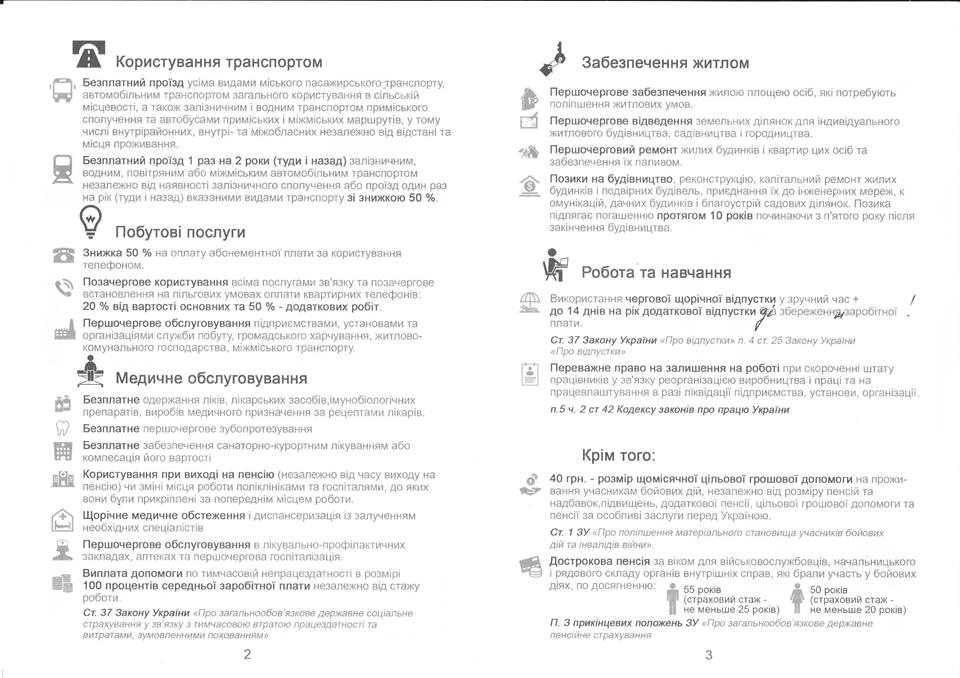 Користування транспортом
Безплатний проїзд усіма видами міського пасажирського транспорту,
автомобільним транспортом загального користування в сільській
місцевості, а також залізничним і водним транспортом приміського
сполучення та автобусами приміських і міжміських маршрутів, у тому
числі внутрірайонних, внутрі- та міжобласних незалежно від відстані та
місця проживання.
Безплатний проїзд 1 раз на 2 роки (туди і назад) залізничним,
водним, повітряним або міжміським автомобільним транспортом
незалежно від наявності залізничного сполучення або проїзд один раз
на рік (туди і назад) вказаними видами транспорту зі знижкою 50 %.
Побутові послуги
Знижка 50 % на оплату абонементної плати за користування
телефоном.
Позачергове користування всіма послугами зв'язку та позачергове
встановлення на пільгових умовах оплати квартирних телефонів:
20 % від вартості основних та 50 % - додаткових робіт.
Першочергове обслуговування підприємствами, установами та
організаціями служби побуту, громадського харчування, житлово-
комунального господарства, міжміського транспорту.
Медичне обслуговування
Безплатне одержання ліків, лікарських засобів,імунобіологічних
препаратів, виробів медичного призначення за рецептами лікарів.
Безплатне першочергове зубопротезування
Безплатне забезпечення санаторно-курортним лікуванням або
компесація його вартості
Користування при виході на пенсію (незалежно від часу виходу на
пенсію) чи зміні місця роботи поліклініками та госпіталями, до яких
вони були прикріплені за попереднім місцем роботи.
Щорічне медичне обстеження і диспансеризація із залученням
необхідних спеціалістів
Першочергове обслуговування в лікувально-профілактичних
закладах, аптеках та першочергова госпіталізація.
Виплата допомоги по тимчасовій непрацездатності в розмірі
100 процентів середньої заробітної плати незалежно від стажу
роботи.
Ст. 37 Закону України «Про загальнообов'язкове державне соціальне
страхування у зв'язку з тимчасовою втратою працездатності та
витратами, зумовленними похованням»
2
Забезпечення житлом
Першочергове забезпечення жилою площею осіб, які потребують
поліпшення житлових умов.
Першочергове відведення земельних ділянок для індивідуального
житлового будівництва, садівництва і городництва.
Першочерговий ремонт жилих будинків і квартир цих осіб та
забезпечення їх паливом.
Позики на будівництво, реконструкцію, капітальний ремонт жилих
будинків і подвірних будівель, приєднання їх до інженерних мереж, к
омунікацій, дачних будинків і благоустрій садових ділянок. Позика
підлягає погашенню протягом 10 років починаючи з п'ятого року після
закінчення будівництва.
Робота та навчання
Використання чергової щорічної відпустки у зручний час +
до 14 днів на рік додаткової відпустки збереження заробітної
плати.
Ст. 37 Закону України «Про відпустки» п. 4 ст. 25 Закону України
«Про відпустки»
Переважне право на залишення на роботі при скороченні штату
працівників у зв'язку реорганізацією виробництва і праці та на
працевлаштування в разі ліквідації підприємства, установи, організації.
п.5 ч. 2 ст 42 Кодексу законів про працю України
Крім того:
40 грн. - розмір щомісячної цільової грошової допомоги на прожи-
вання учасникам бойових дій, незалежно від розміру пенсій та
надбавок,підвищень, додаткової пенсії, цільової грошової допомоги та
пенсії за особливі заслуги перед Україною.
Ст. 1 ЗУ «Про поліпшення матеріального становища учасників бойових
дій та інвалідів війни».
Дострокова пенсія за віком для військовослужбовців, начальницького
і рядового складу органів внутрішніх справ, які брали участь у бойових
діях, по досягненню:
55 років
(страховий стаж -
не меньше 25 років)
50 років
(страховий стаж -
не меньше 20 років)
П. 3 прикінцевих положень ЗУ «Про загальнообов'язкове державне
пенсійне страхування
3